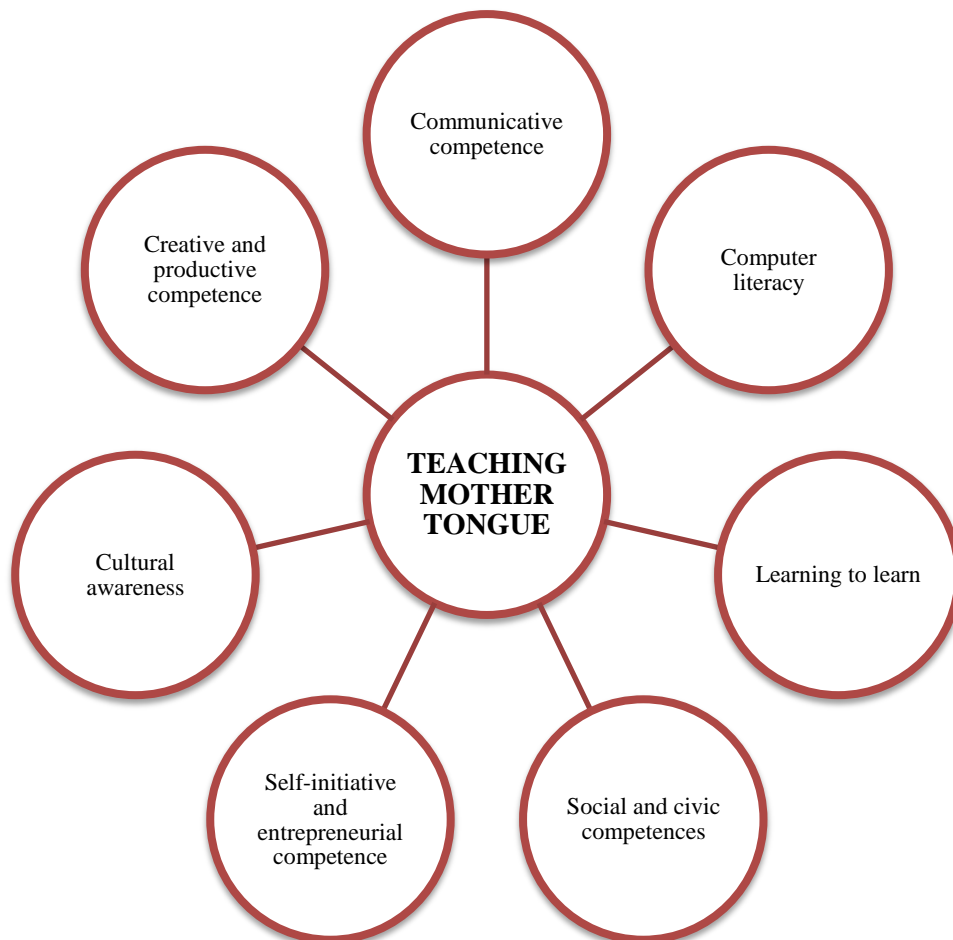 Communicative
competence
Creative and
productive
competence
Computer
literacy
TEACHING
MOTHER
TONGUE
Cultural
awareness
Learning to learn
Self-initiative
and
entrepreneurial
competence
Social and civic
competences